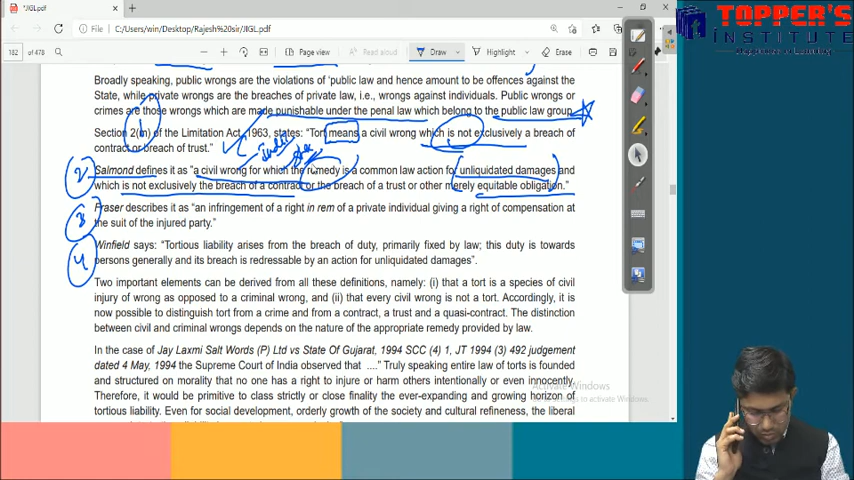 *JIGL.pdf
C:/Users/win/Desktop/Rajesh%20sir/JIGL.pdf
TOPPER'S
INSTITUTE
182 of 478
Page view
Read aloud
Draw
Highlight
Erase
Broadly speaking, public wrongs are the violations of 'public law and hence amount to be offences against the
State, while private wrongs are the breaches of private law, i.e., wrongs against individuals. Public wrongs or
crimes are those wrongs which are made punishable under the penal law which belong to the public law group.
Section 2(m) of the Limitation Act, 1963, states: "Tort means a civil wrong which is not exclusively a breach of
contract or breach of trust."
Salmond defines it as "a civil wrong for which the remedy is a common law action for unliquidated damages and
which is not exclusively the breach of a contract or the breach of a trust or other merely equitable obligation."
Fraser describes it as "an infringement of a right in rem of a private individual giving a right of compensation at
the suit of the injured party."
Winfield says: "Tortious liability arises from the breach of duty, primarily fixed by law; this duty is towards
persons generally and its breach is redressable by an action for unliquidated damages".
Two important elements can be derived from all these definitions, namely: (i) that a tort is a species of civil
injury of wrong as opposed to a criminal wrong, and (ii) that every civil wrong is not a tort. Accordingly, it is
now possible to distinguish tort from a crime and from a contract, a trust and a quasi-contract. The distinction
between civil and criminal wrongs depends on the nature of the appropriate remedy provided by law.
In the case of Jay Laxmi Salt Words (P) Ltd vs State Of Gujarat, 1994 SCC (4) 1, JT 1994 (3) 492 judgement
dated 4 May, 1994 the Supreme Court of India observed that ...." Truly speaking entire law of torts is founded
and structured on morality that no one has a right to injure or harm others intentionally or even innocently.
Therefore, it would be primitive to class strictly or close finality the ever-expanding and growing horizon of
tortious liability. Even for social development, orderly growth of the society and cultural refineness, the liberal
1
2
3
4
Activate Windows